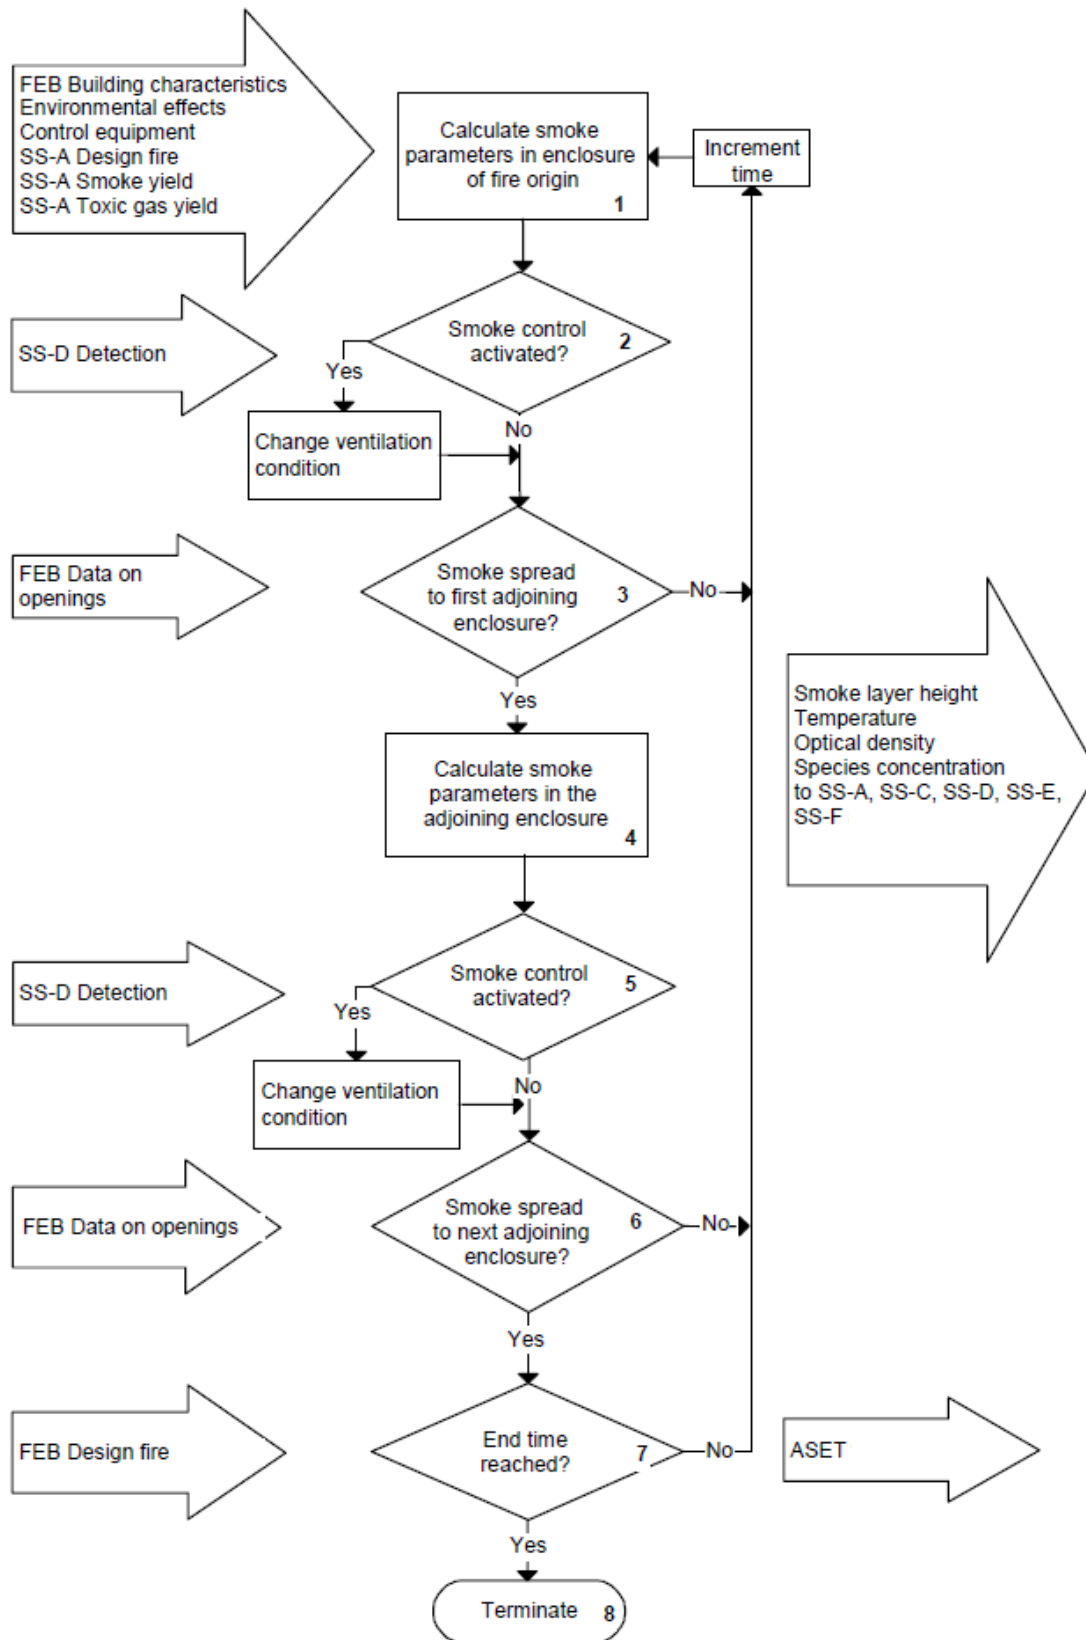 FEB Building characteristics
Environmental effects
Control equipment
SS-A Design fire
SS-A Smoke yield
SS-A Toxic gas yield
Calculate smoke
parameters in enclosure
of fire origin
1
Increment
time
SS-D Detection
Smoke control
activated?
2
Yes
No
Change ventilation
condition
FEB Data on
openings
Smoke spread
to first adjoining
enclosure?
3
No
Yes
Smoke layer height
Temperature
Optical density
Species concentration
to SS-A, SS-C, SS-D, SS-E,
SS-F
Calculate smoke
parameters in the
adjoining enclosure
4
SS-D Detection
Smoke control
activated?
5
Yes
No
Change ventilation
condition
FEB Data on openings
Smoke spread
to next adjoining
enclosure?
6
No
Yes
FEB Design fire
End time
reached?
7
No
ASET
Yes
Terminate
8